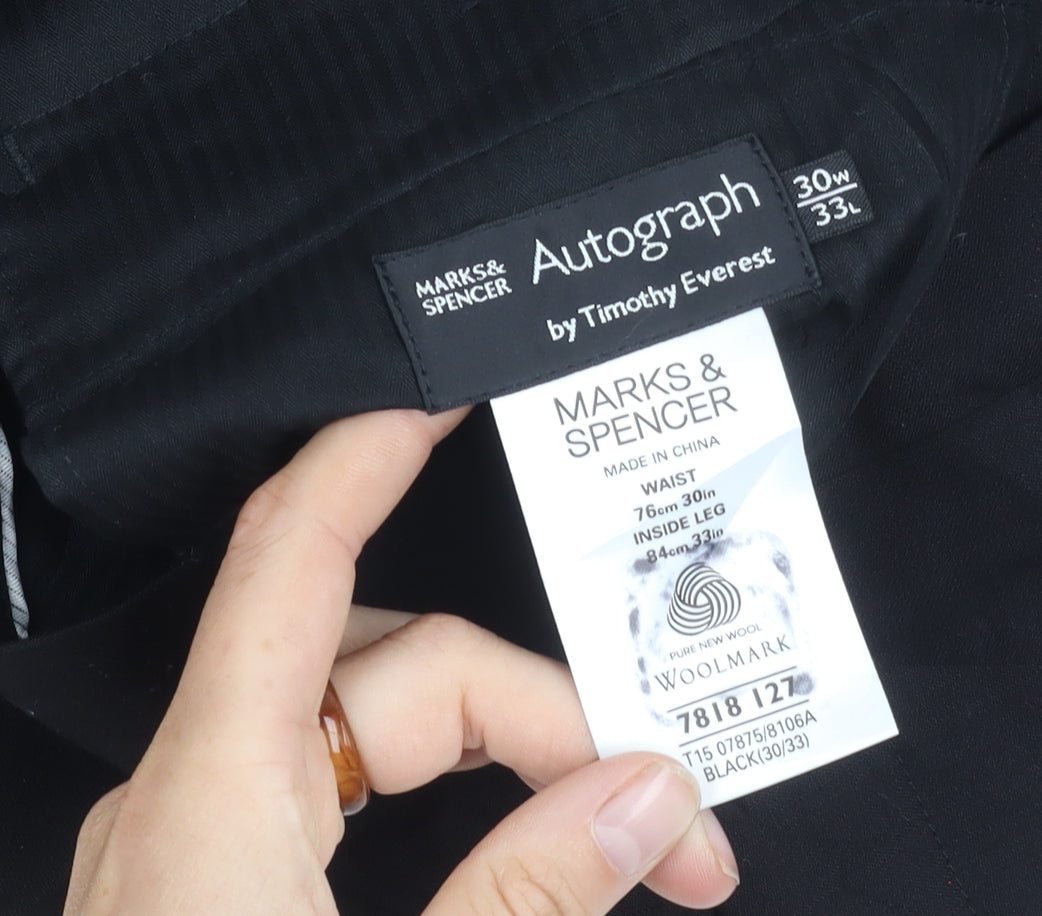 MARKS&
SPENCER
Autograph
by Timothy Everest
30W
33L
MARKS &
SPENCER
MADE IN CHINA
WAIST
76cm 30in
INSIDE LEG
84cm 33in
PURE NEW WOOL
WOOLMARK
7818 127
T15 07875/8106A
BLACK(30/33)